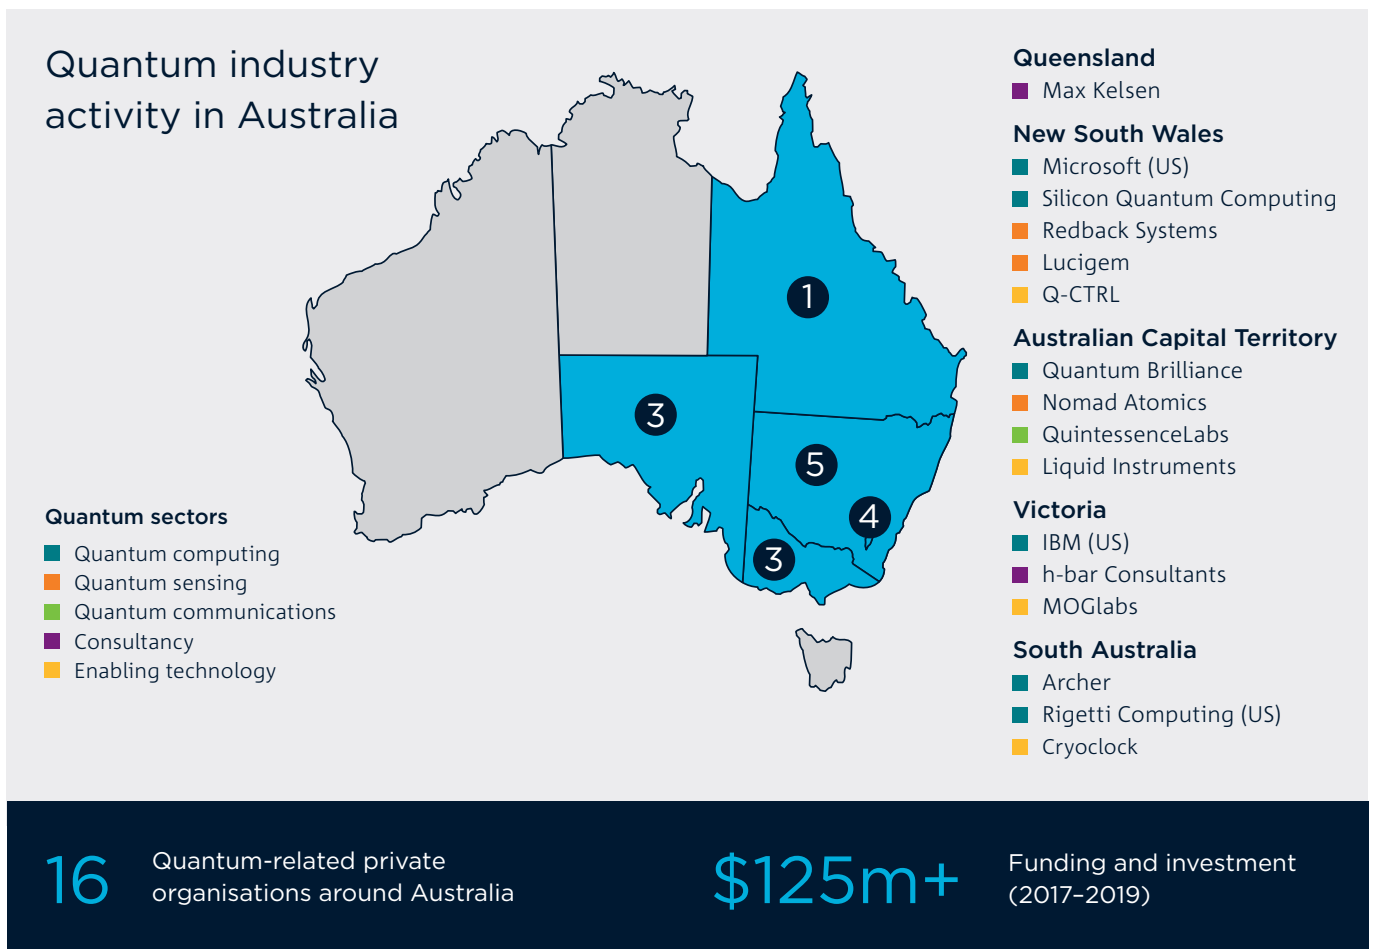 Quantum industry
activity in Australia
1
3
5
4
3
Quantum sectors
Quantum computing
Quantum sensing
Quantum communications
Consultancy
Enabling technology
Queensland
Max Kelsen
New South Wales
Microsoft (US)
Silicon Quantum Computing
Redback Systems
Lucigem
Q-CTRL
Australian Capital Territory
Quantum Brilliance
Nomad Atomics
QuintessenceLabs
Liquid Instruments
Victoria
IBM (US)
h-bar Consultants
MOGlabs
South Australia
Archer
Rigetti Computing (US)
Cryoclock
16
Quantum-related private
organisations around Australia
$125m+
Funding and investment
(2017–2019)